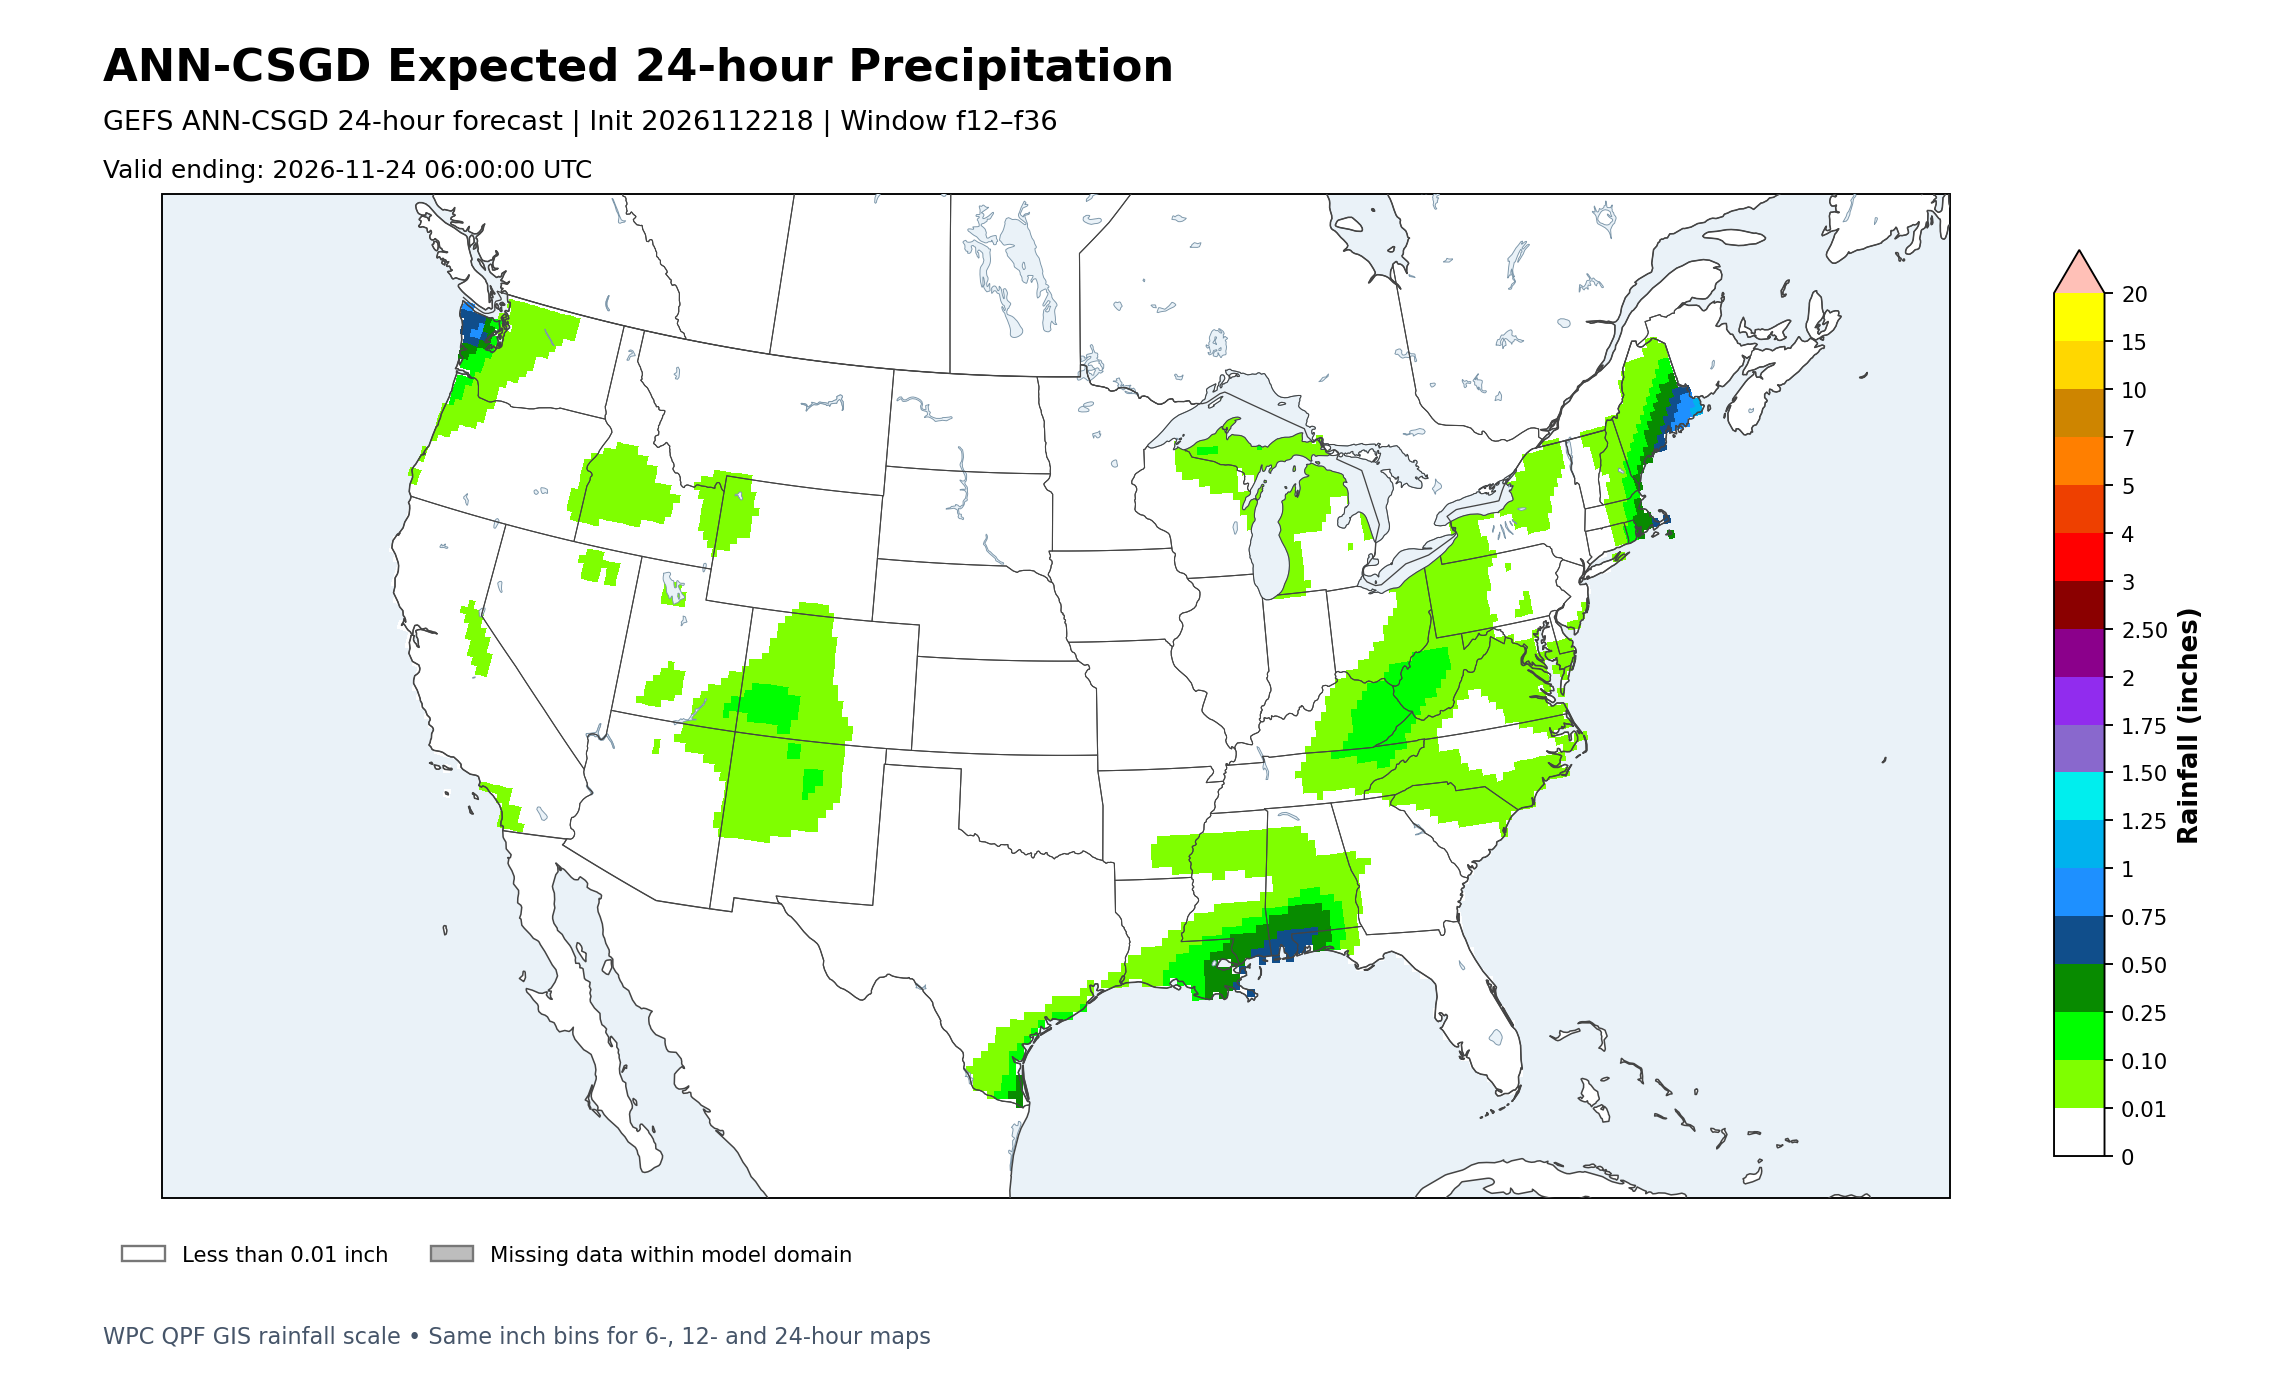 ANN-CSGD Expected 24-hour Precipitation
GEFS ANN-CSGD 24-hour forecast | Init 2026112218 | Window f12–f36
Valid ending: 2026-11-24 06:00:00 UTC
20
15
10
7
5
4
3
2.50
2
1.75
1.50
1.25
1
0.75
0.50
0.25
0.10
0.01
0
Rainfall (inches)
Less than 0.01 inch
Missing data within model domain
WPC QPF GIS rainfall scale • Same inch bins for 6-, 12- and 24-hour maps